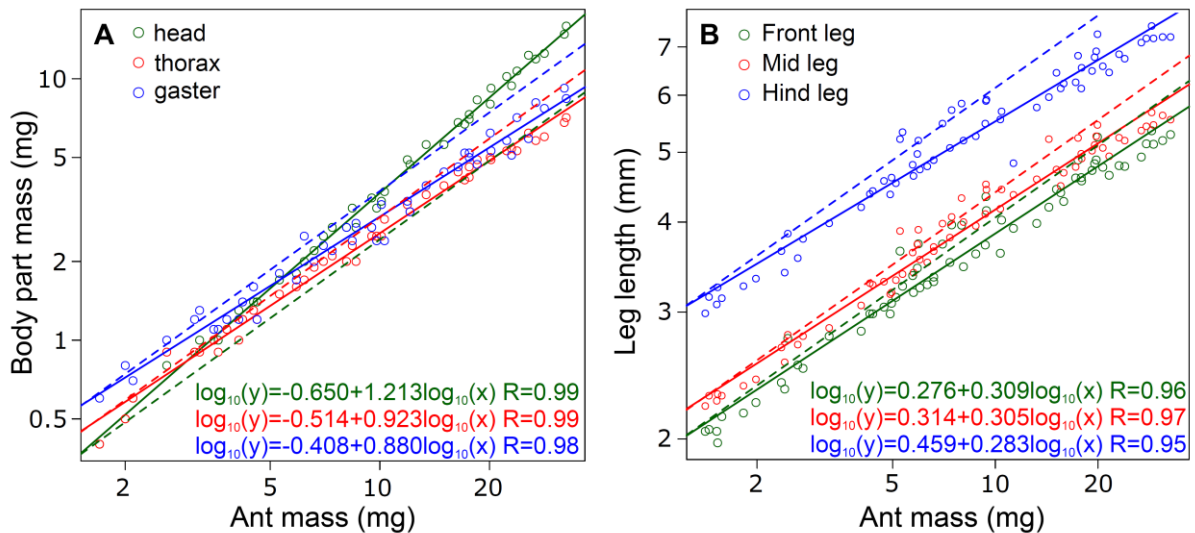 A
head
thorax
gaster
Body part mass (mg)
10
5
2
1
0.5
log₁₀(y)=-0.650+1.213log₁₀(x) R=0.99
log₁₀(y)=-0.514+0.923log₁₀(x) R=0.99
log₁₀(y)=-0.408+0.880log₁₀(x) R=0.98
2
5
10
20
Ant mass (mg)
B
Front leg
Mid leg
Hind leg
Leg length (mm)
7
6
5
4
3
2
log₁₀(y)=0.276+0.309log₁₀(x) R=0.96
log₁₀(y)=0.314+0.305log₁₀(x) R=0.97
log₁₀(y)=0.459+0.283log₁₀(x) R=0.95
2
5
10
20
Ant mass (mg)